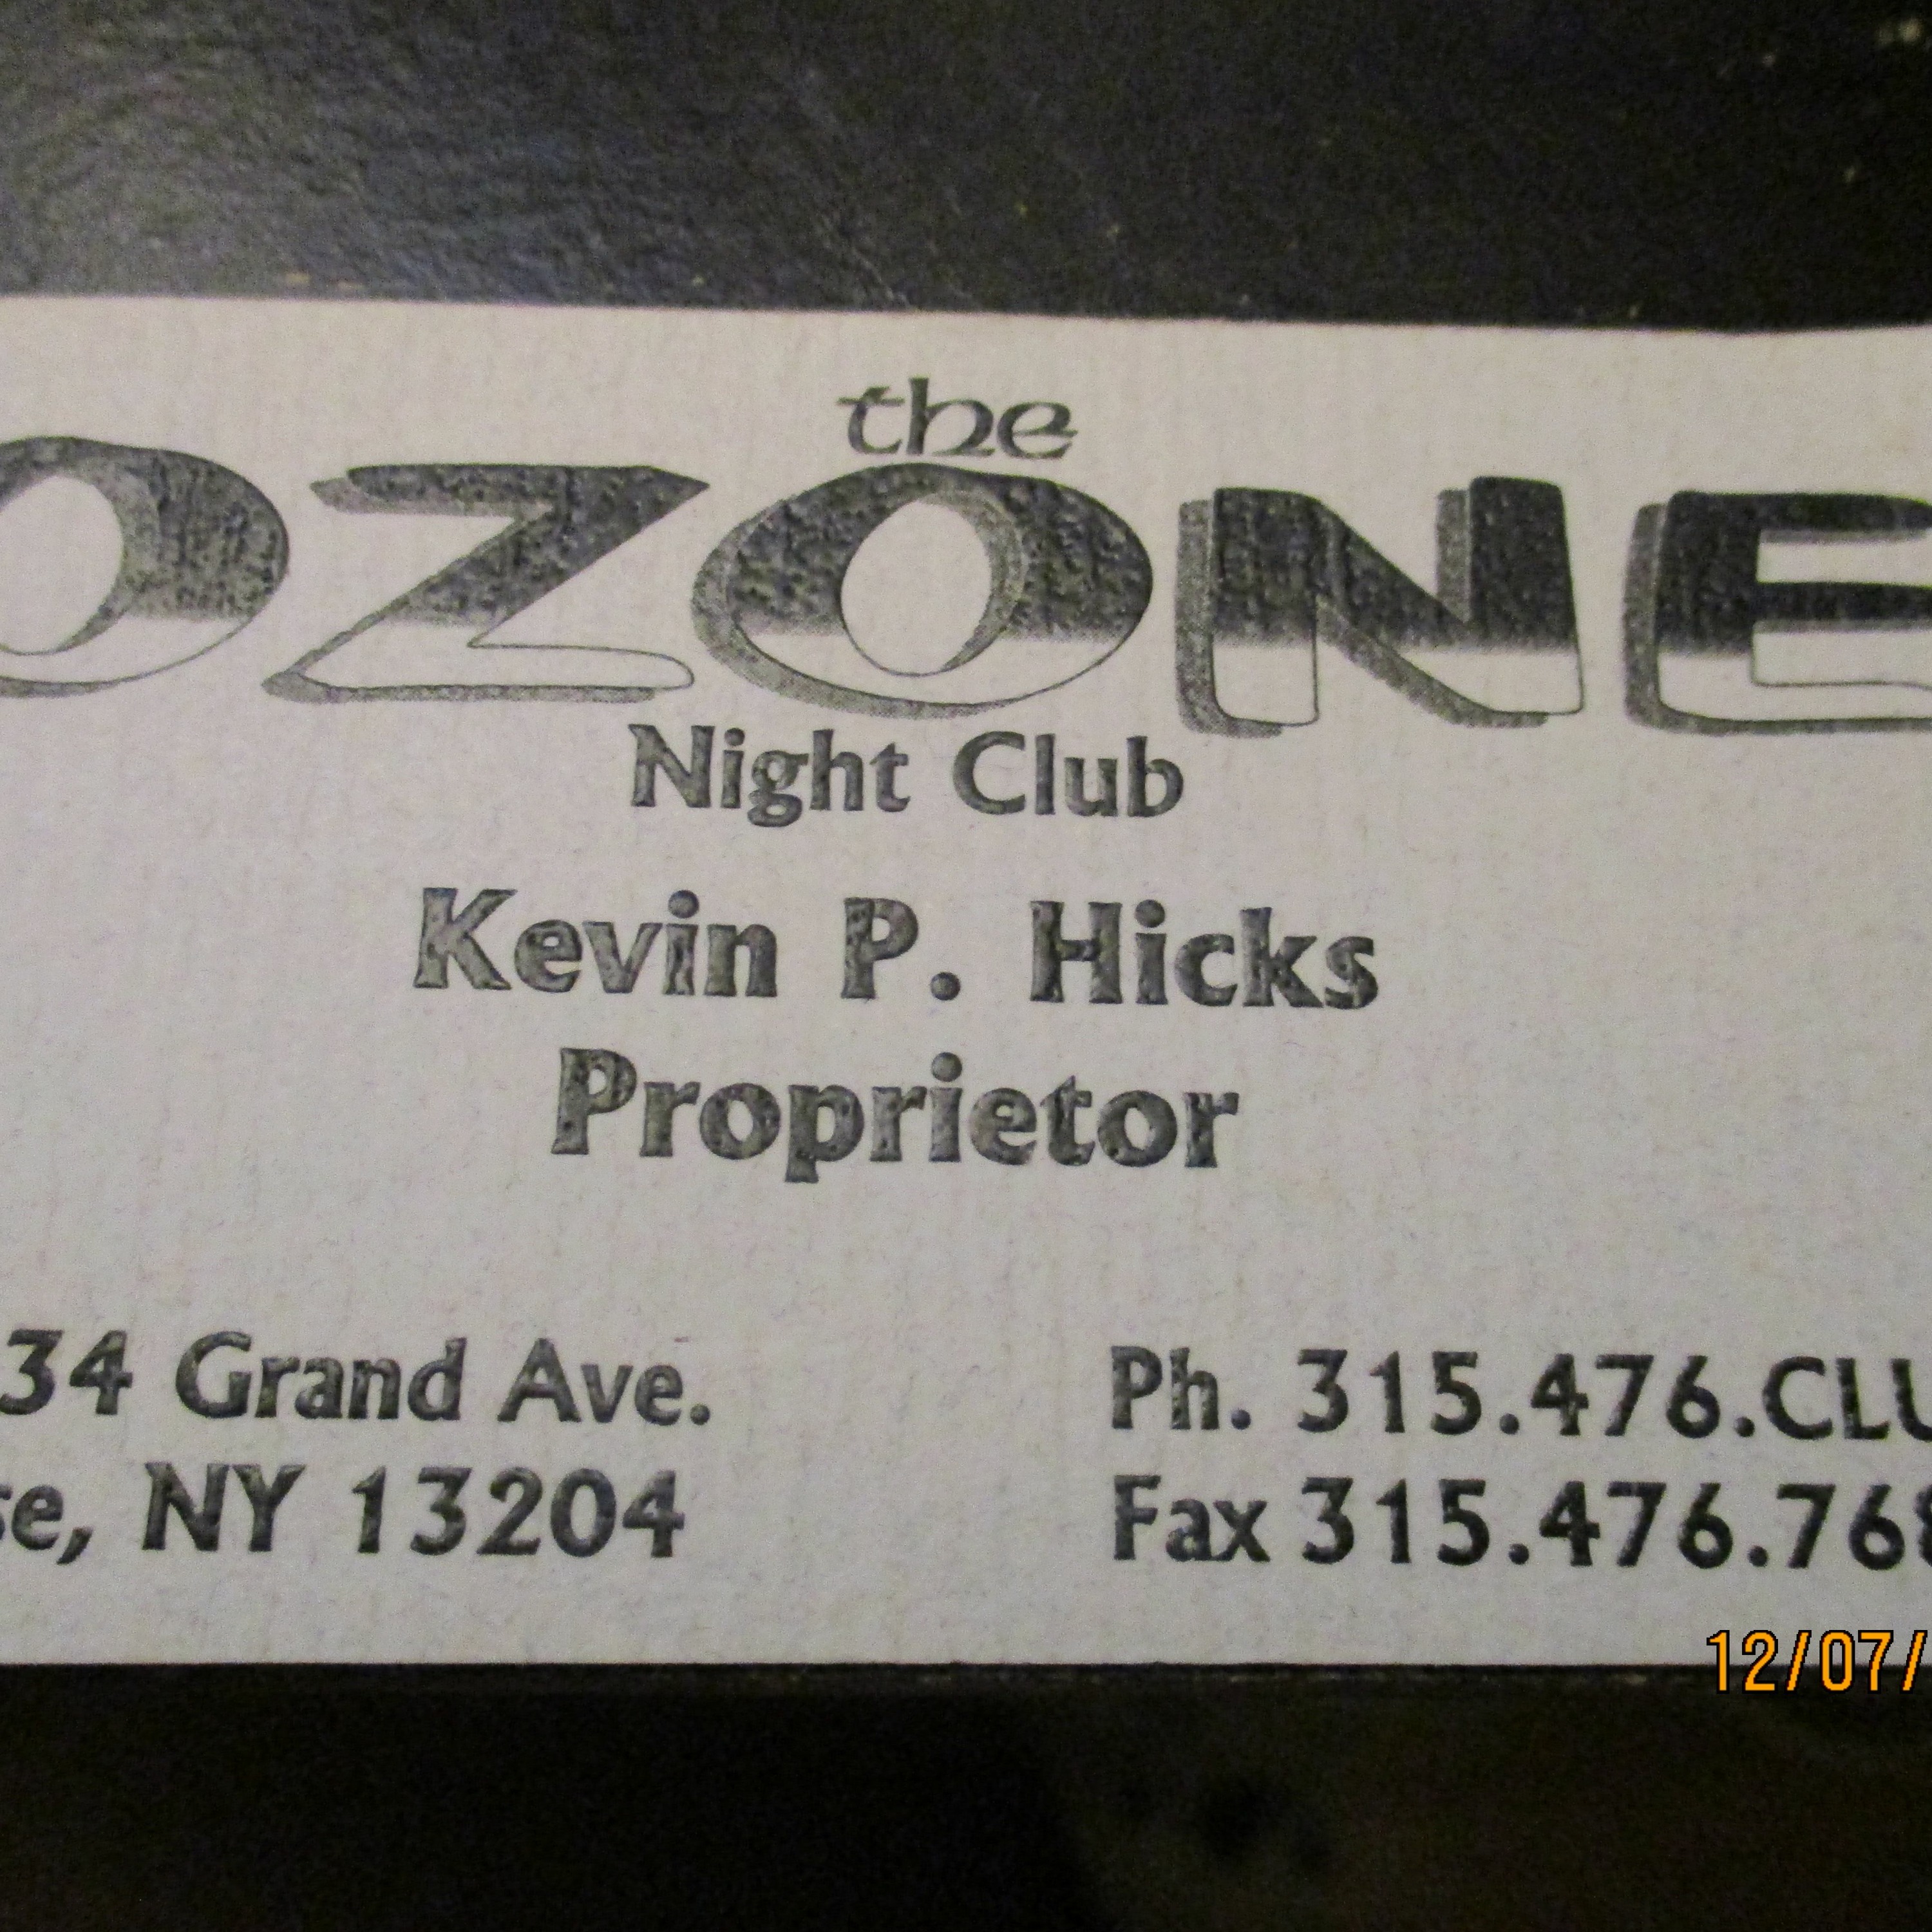 the
OZONE
Night Club
Kevin P. Hicks
Proprietor
34 Grand Ave.
se, NY 13204
Ph. 315.476.CLU
Fax 315.476.768
12/07/